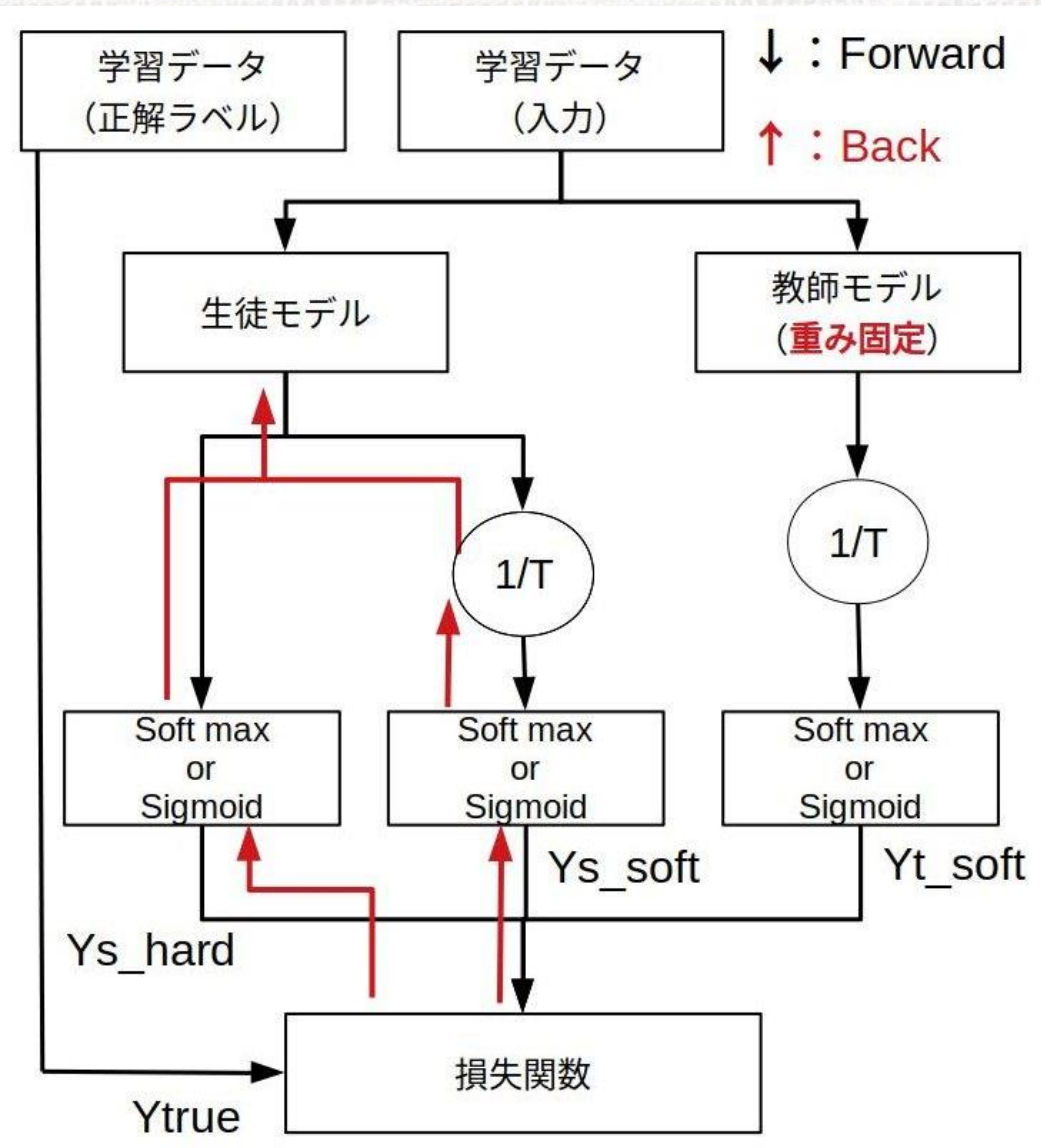 学習データ
（正解ラベル）
学習データ
（入力）
↓：Forward
↑：Back
生徒モデル
教師モデル
（重み固定）
1/T
1/T
Soft max
or
Sigmoid
Soft max
or
Sigmoid
Soft max
or
Sigmoid
Ys_soft
Yt_soft
Ys_hard
損失関数
Ytrue